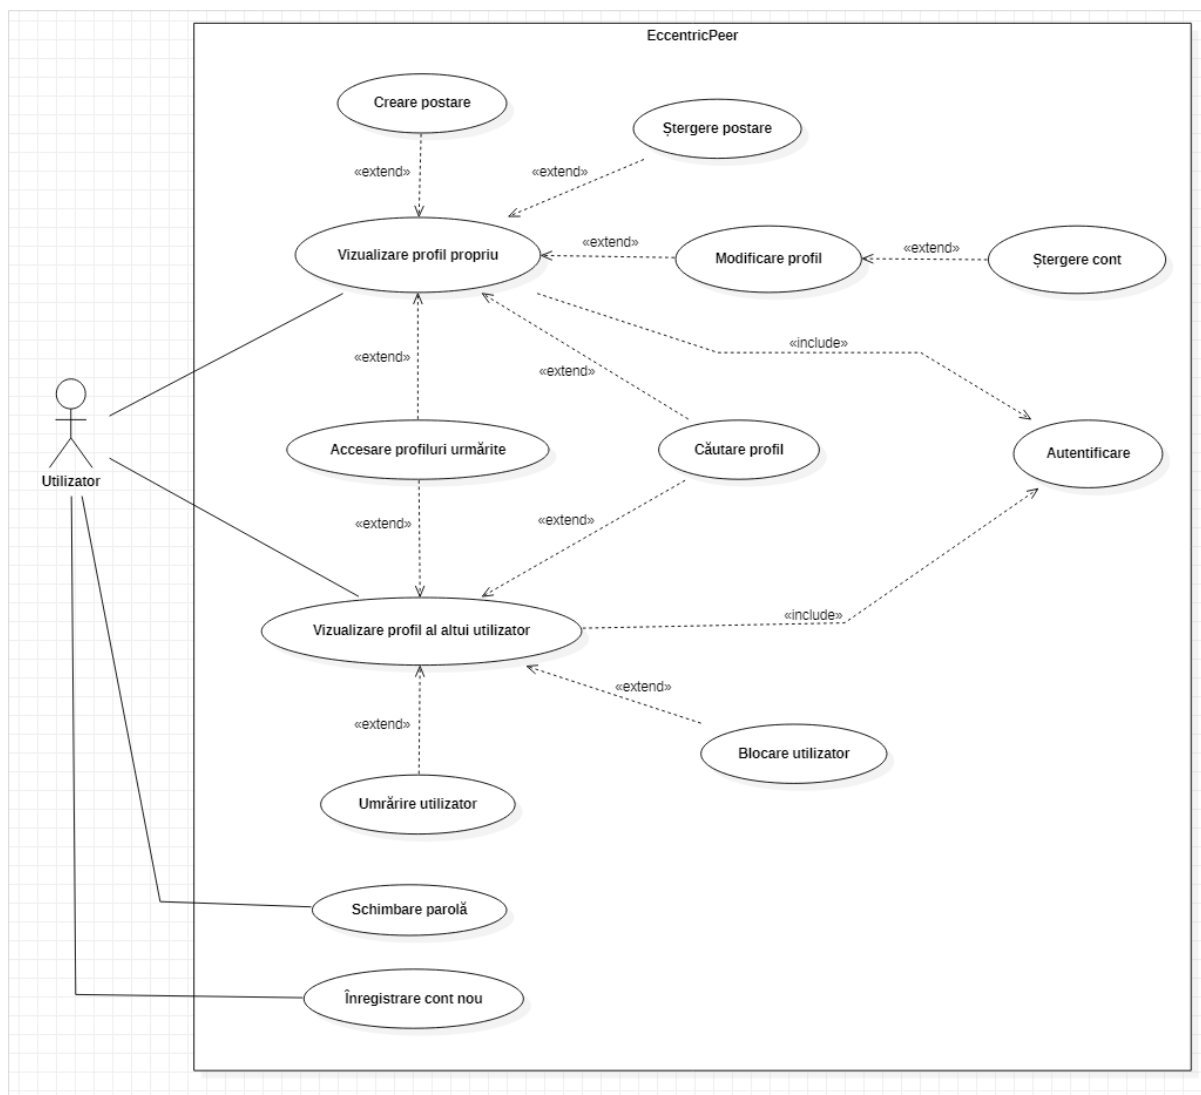 EccentricPeer
Creare postare
Ștergere postare
«extend»
«extend»
Vizualizare profil propriu
«extend»
Modificare profil
«extend»
Ștergere cont
«include»
«extend»
«extend»
Utilizator
Accesare profiluri urmărite
Căutare profil
Autentificare
«extend»
«extend»
Vizualizare profil al altui utilizator
«include»
«extend»
«extend»
Blocare utilizator
Umrărire utilizator
Schimbare parolă
Înregistrare cont nou